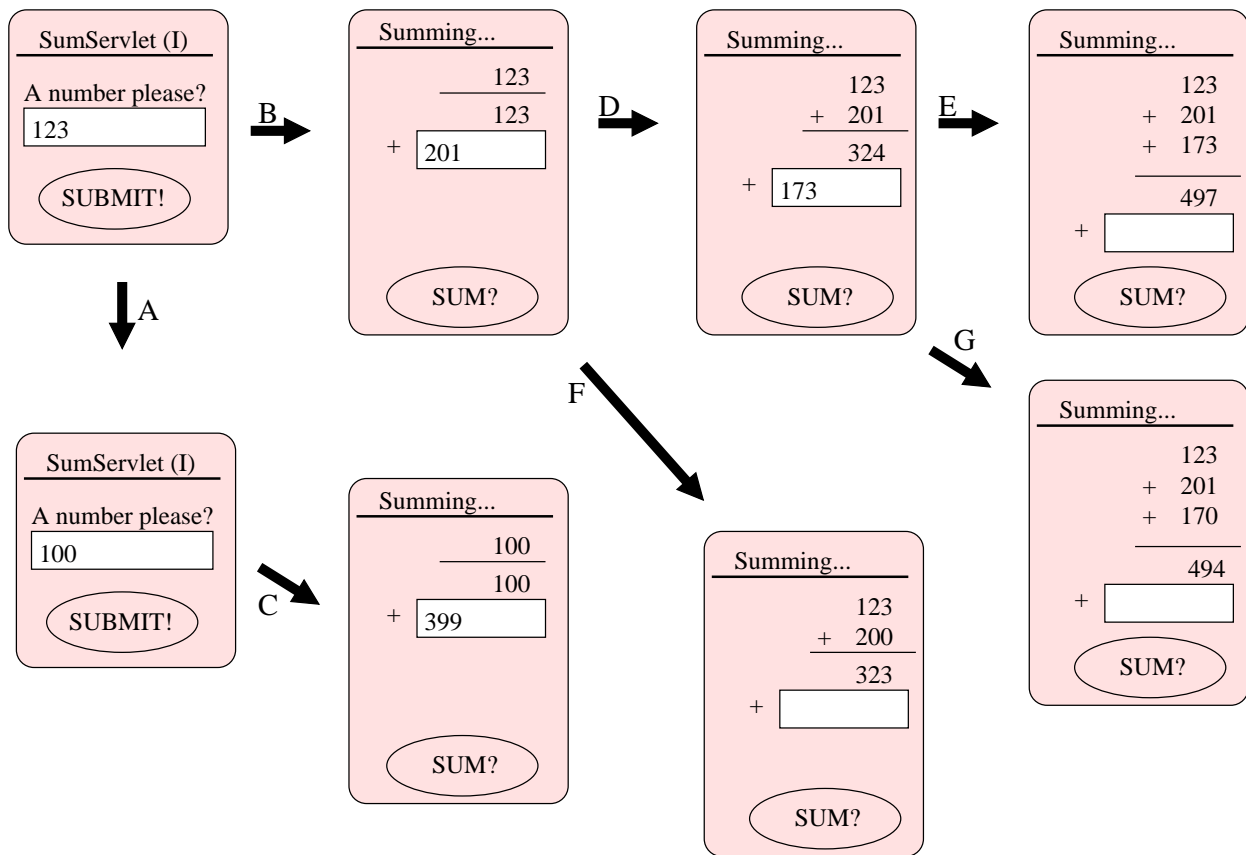 SumServlet (I)
A number please?
123
SUBMIT!
B
Summing...
123
123
+ 201
SUM?
D
Summing...
123
+ 201
324
+ 173
SUM?
E
Summing...
123
+ 201
+ 173
497
+
SUM?
A
F
G
SumServlet (I)
A number please?
100
SUBMIT!
C
Summing...
100
100
+ 399
SUM?
Summing...
123
+ 200
323
+
SUM?
Summing...
123
+ 201
+ 170
494
+
SUM?